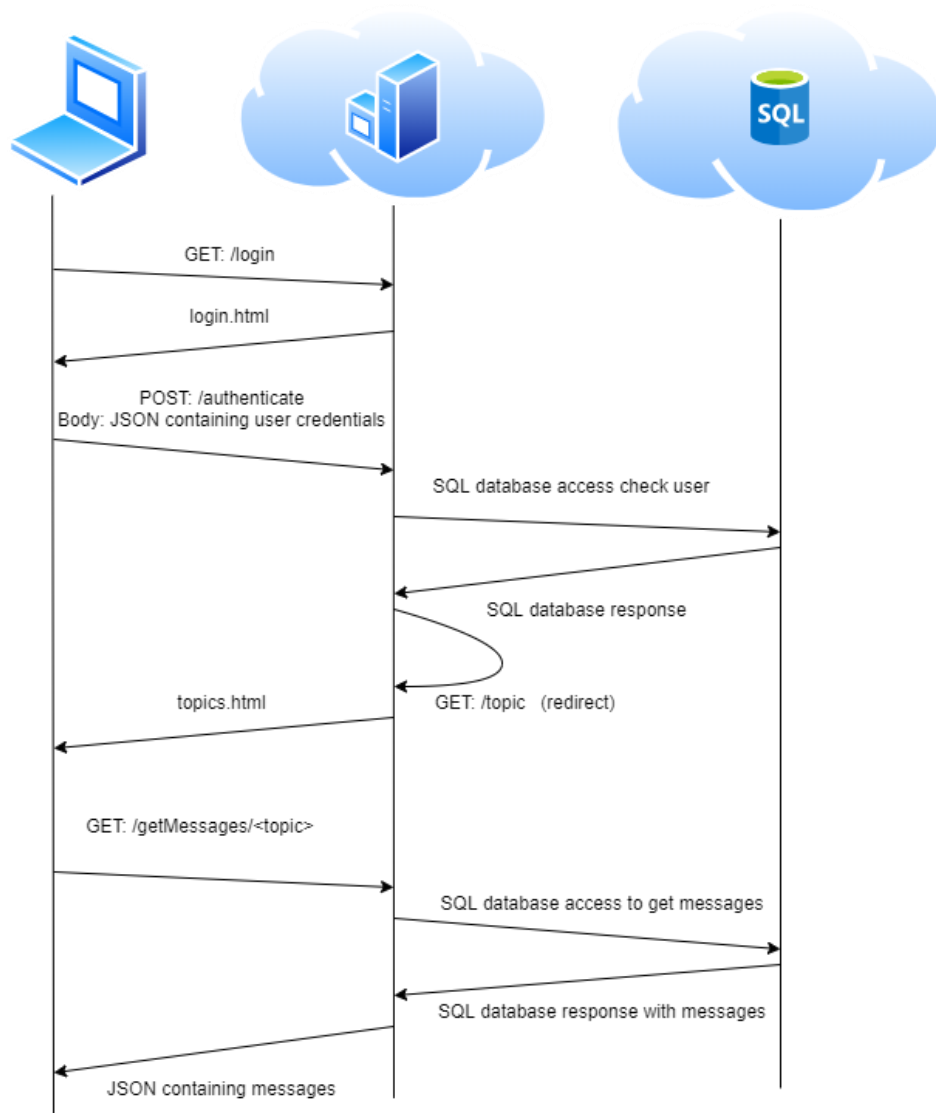 SQL
GET: /login
login.html
POST: /authenticate
Body: JSON containing user credentials
SQL database access check user
SQL database response
GET: /topic (redirect)
topics.html
GET: /getMessages/<topic>
SQL database access to get messages
SQL database response with messages
JSON containing messages